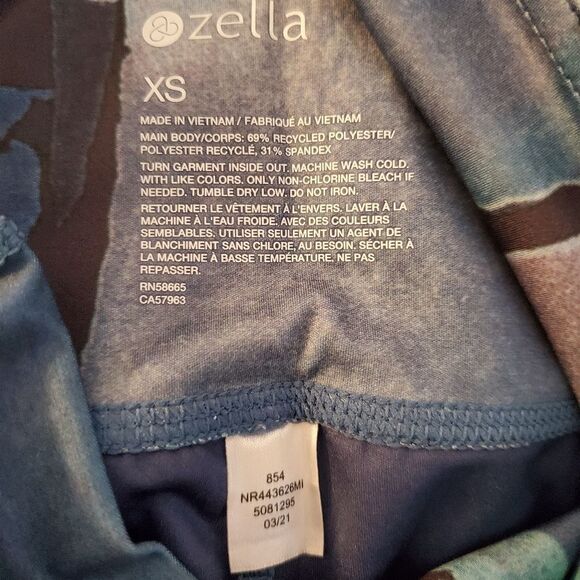 zella
XS
MADE IN VIETNAM / FABRIQUÉ AU VIETNAM
MAIN BODY/CORPS: 69% RECYCLED POLYESTER/
POLYESTER RECYCLÉ, 31% SPANDEX
TURN GARMENT INSIDE OUT. MACHINE WASH COLD.
WITH LIKE COLORS. ONLY NON-CHLORINE BLEACH IF
NEEDED. TUMBLE DRY LOW. DO NOT IRON.
RETOURNER LE VÊTEMENT À L'ENVERS. LAVER À LA
MACHINE À L'EAU FROIDE. AVEC DES COULEURS
SEMBLABLES. UTILISER SEULEMENT UN AGENT DE
BLANCHIMENT SANS CHLORE, AU BESOIN. SÉCHER À
LA MACHINE À BASSE TEMPÉRATURE. NE PAS
REPASSER.
RN58665
CA57963
854
NR443626MI
5081295
03/21